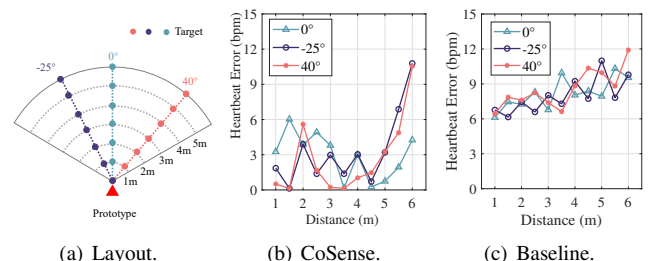 Target
0°
-25°
40°
1m
2m
3m
4m
5m
Prototype
(a) Layout.
Heartbeat Error (bpm)
15
12
9
6
3
0
0°
-25°
40°
1 2 3 4 5 6
Distance (m)
(b) CoSense.
Heartbeat Error (bpm)
15
12
9
6
3
0
0°
-25°
40°
1 2 3 4 5 6
Distance (m)
(c) Baseline.